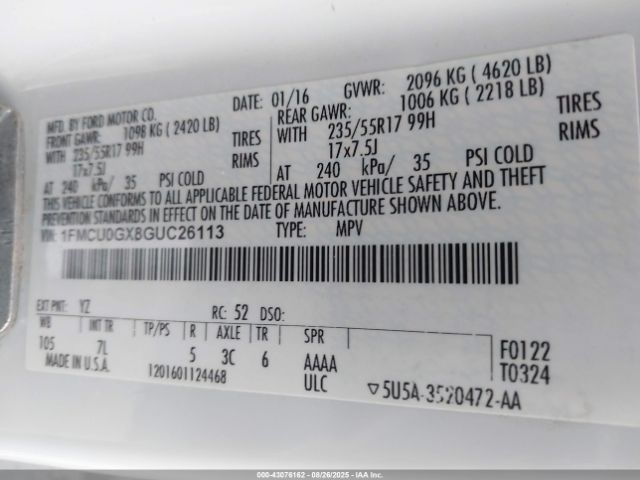 MFD. BY FORD MOTOR CO.
DATE: 01/16 GVWR: 2096 KG ( 4620 LB)
FRONT GAWR: 1098 KG ( 2420 LB)
REAR GAWR: 1006 KG ( 2218 LB)
WITH 235/55R17 99H TIRES
WITH 235/55R17 99H TIRES
17x7.5J RIMS
17x7.5J RIMS
AT 240 kPa/ 35 PSI COLD
AT 240 kPa/ 35 PSI COLD
THIS VEHICLE CONFORMS TO ALL APPLICABLE FEDERAL MOTOR VEHICLE SAFETY AND THEFT
PREVENTION STANDARDS IN EFFECT ON THE DATE OF MANUFACTURE SHOWN ABOVE.
VIN: 1FMCU0GX8GUC26113 TYPE: MPV
EXT PNT: YZ RC: 52 DSO:
WB INT TR TP/PS R AXLE TR SPR
105 7L 5 3C 6 AAAA
ULC
F0122
T0324
MADE IN U.S.A. 1201601124468
▽5U5A-3520472-AA
000-43076162 - 08/26/2025 - IAA Inc.